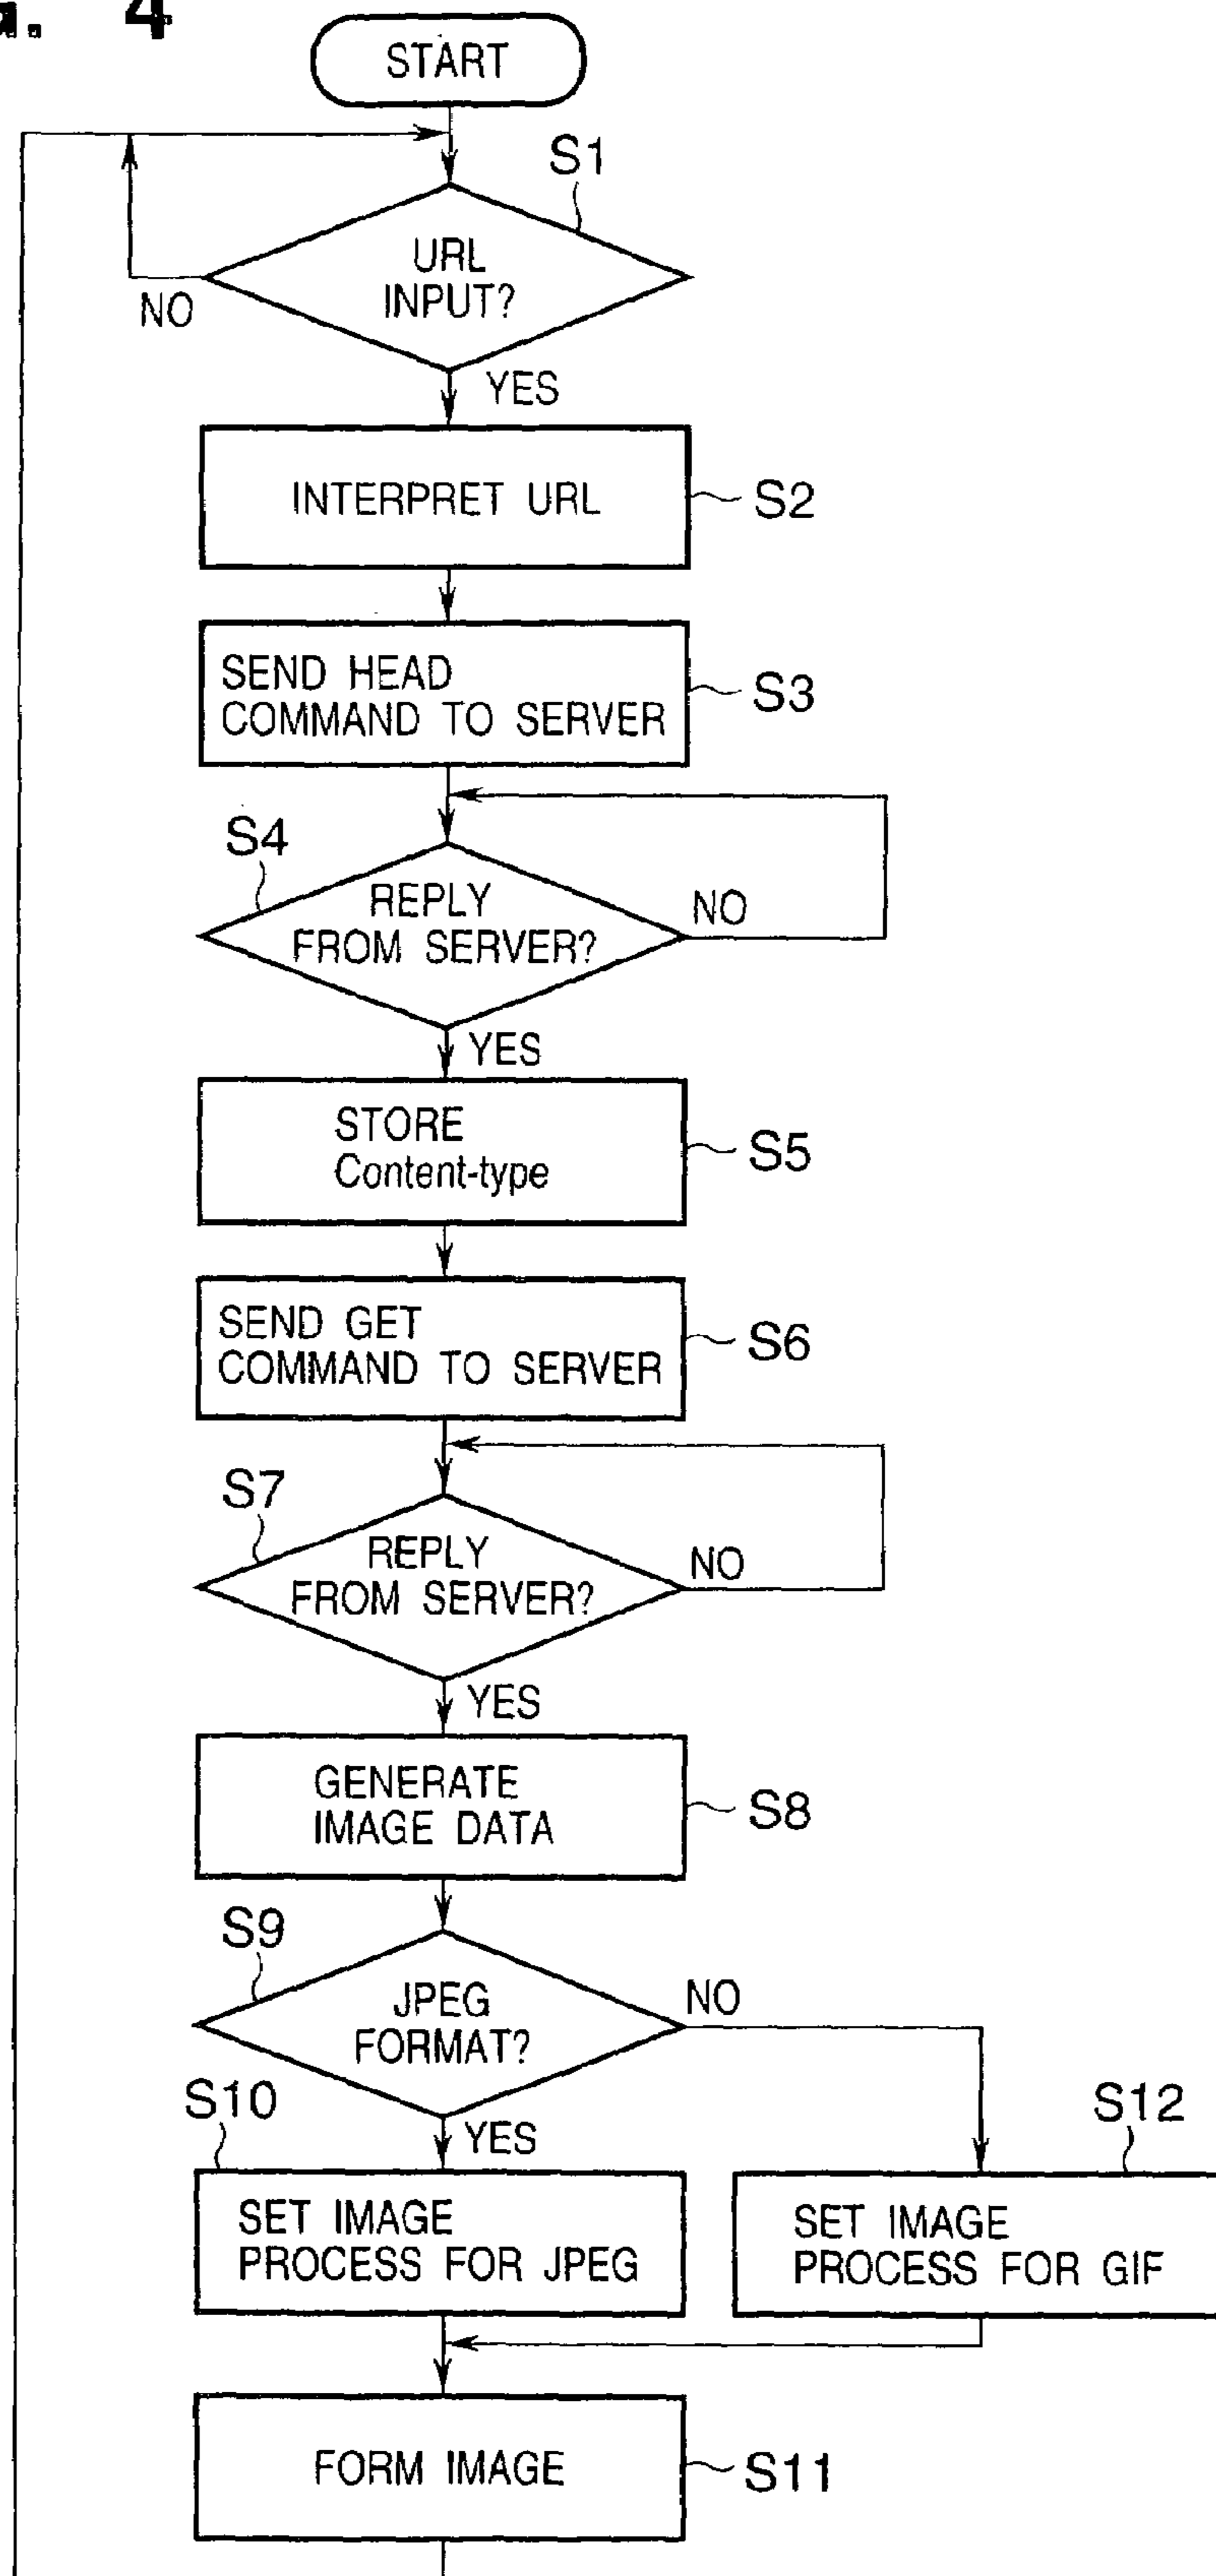 4
START
S1
URL
INPUT?
NO
YES
INTERPRET URL
S2
SEND HEAD
COMMAND TO SERVER
S3
S4
REPLY
FROM SERVER?
NO
YES
STORE
Content-type
S5
SEND GET
COMMAND TO SERVER
S6
S7
REPLY
FROM SERVER?
NO
YES
GENERATE
IMAGE DATA
S8
S9
JPEG
FORMAT?
NO
S10
YES
S12
SET IMAGE
PROCESS FOR JPEG
SET IMAGE
PROCESS FOR GIF
FORM IMAGE
S11